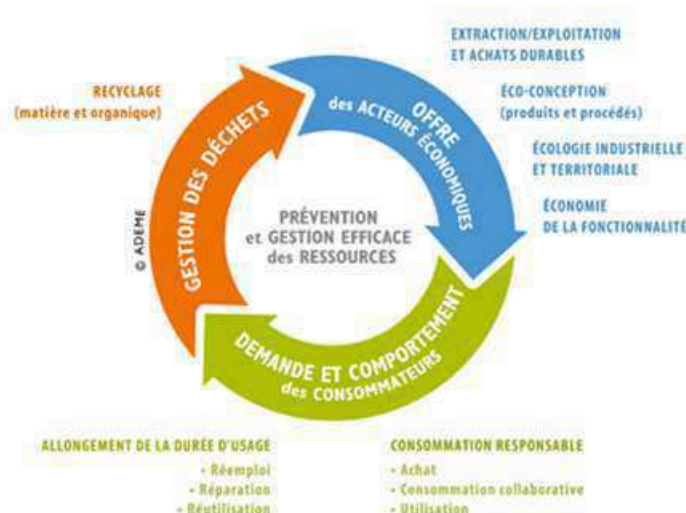 EXTRACTION/EXPLOITATION
ET ACHATS DURABLES
RECYCLAGE
(matière et organique)
ÉCO-CONCEPTION
(produits et procédés)
ÉCOLOGIE INDUSTRIELLE
ET TERRITORIALE
ÉCONOMIE
DE LA FONCTIONNALITÉ
OFFRE
des ACTEURS ÉCONOMIQUES
GESTION DES DÉCHETS
PRÉVENTION
et GESTION EFFICACE
des RESSOURCES
© ADEME
DEMANDE ET COMPORTEMENT
des CONSOMMATEURS
ALLONGEMENT DE LA DURÉE D'USAGE
• Réemploi
• Réparation
• Réutilisation
CONSOMMATION RESPONSABLE
• Achat
• Consommation collaborative
• Utilisation